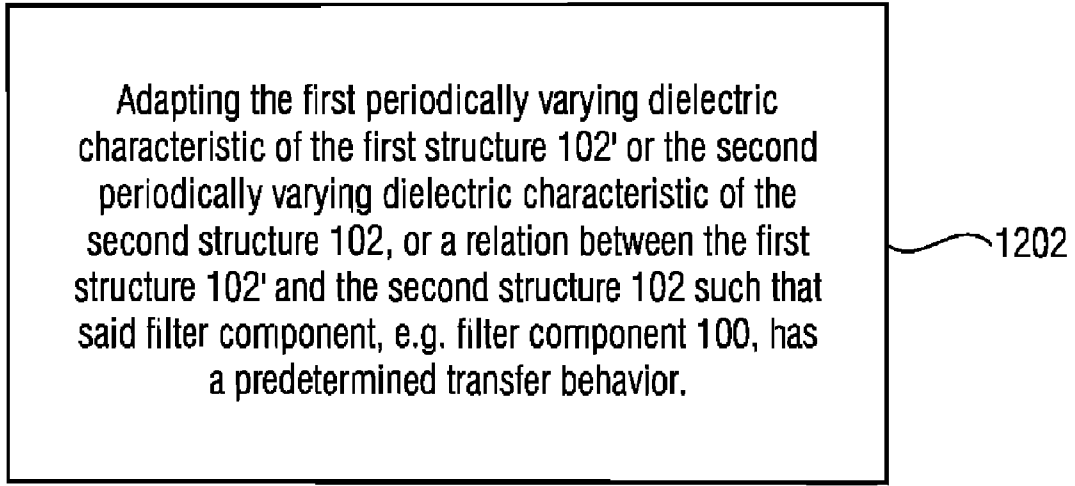 Adapting the first periodically varying dielectric
characteristic of the first structure 102' or the second
periodically varying dielectric characteristic of the
second structure 102, or a relation between the first
structure 102' and the second structure 102 such that
said filter component, e.g. filter component 100, has
a predetermined transfer behavior.
1202